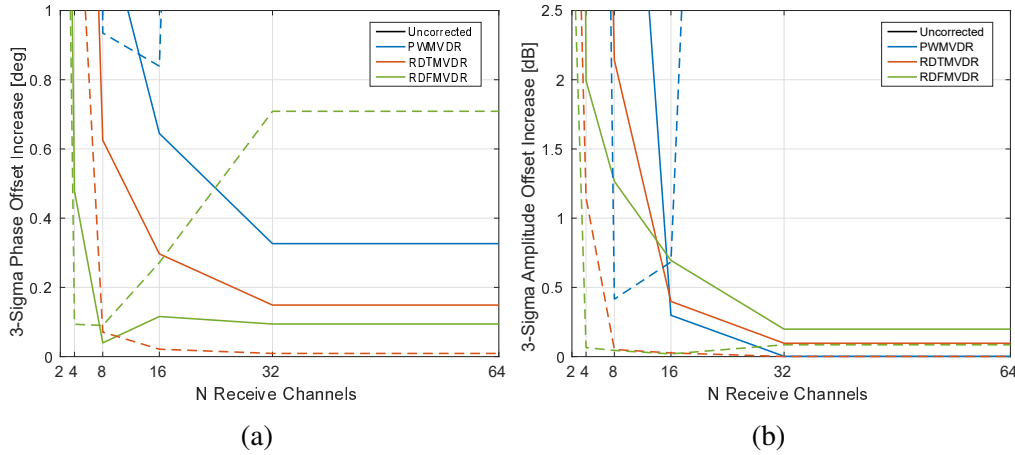 3-Sigma Phase Offset Increase [deg]
1
0.8
0.6
0.4
0.2
0
2 4 8 16 32 64
N Receive Channels
Uncorrected
PWMVDR
RDTMVDR
RDFMVDR
(a)
3-Sigma Amplitude Offset Increase [dB]
2.5
2
1.5
1
0.5
0
2 4 8 16 32 64
N Receive Channels
Uncorrected
PWMVDR
RDTMVDR
RDFMVDR
(b)